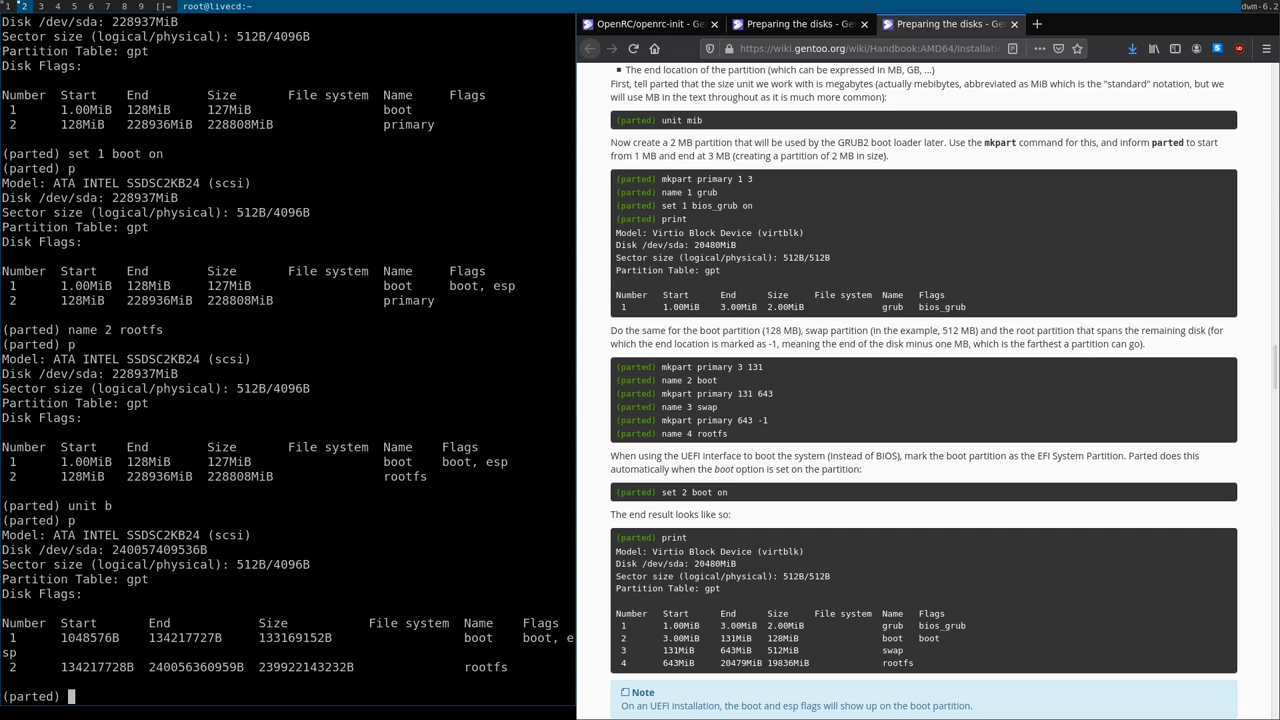 1 2 3 4 5 6 7 8 9 []= root@livecd:~ dwm-6.2
Disk /dev/sda: 228937MiB
Sector size (logical/physical): 512B/4096B
Partition Table: gpt
Disk Flags:
Number Start End Size File system Name Flags
1 1.00MiB 128MiB 127MiB boot
2 128MiB 228936MiB 228808MiB primary
(parted) set 1 boot on
(parted) p
Model: ATA INTEL SSDSC2KB24 (scsi)
Disk /dev/sda: 228937MiB
Sector size (logical/physical): 512B/4096B
Partition Table: gpt
Disk Flags:
Number Start End Size File system Name Flags
1 1.00MiB 128MiB 127MiB boot boot, esp
2 128MiB 228936MiB 228808MiB primary
(parted) name 2 rootfs
(parted) p
Model: ATA INTEL SSDSC2KB24 (scsi)
Disk /dev/sda: 228937MiB
Sector size (logical/physical): 512B/4096B
Partition Table: gpt
Disk Flags:
Number Start End Size File system Name Flags
1 1.00MiB 128MiB 127MiB boot boot, esp
2 128MiB 228936MiB 228808MiB rootfs
(parted) unit b
(parted) p
Model: ATA INTEL SSDSC2KB24 (scsi)
Disk /dev/sda: 240057409536B
Sector size (logical/physical): 512B/4096B
Partition Table: gpt
Disk Flags:
Number Start End Size File system Name Flags
1 1048576B 134217727B 133169152B boot boot, e
sp
2 134217728B 240056360959B 239922143232B rootfs
(parted)
OpenRC/openrc-init - Ge Preparing the disks - Ge Preparing the disks - Ge
https://wiki.gentoo.org/wiki/Handbook:AMD64/Installati
The end location of the partition (which can be expressed in MB, GB, ...)
First, tell parted that the size unit we work with is megabytes (actually mebibytes, abbreviated as MiB which is the "standard" notation, but we
will use MB in the text throughout as it is much more common):
(parted) unit mib
Now create a 2 MB partition that will be used by the GRUB2 boot loader later. Use the mkpart command for this, and inform parted to start
from 1 MB and end at 3 MB (creating a partition of 2 MB in size).
(parted) mkpart primary 1 3
(parted) name 1 grub
(parted) set 1 bios_grub on
(parted) print
Model: Virtio Block Device (virtblk)
Disk /dev/sda: 20480MiB
Sector size (logical/physical): 512B/512B
Partition Table: gpt
Number Start End Size File system Name Flags
1 1.00MiB 3.00MiB 2.00MiB grub bios_grub
Do the same for the boot partition (128 MB), swap partition (in the example, 512 MB) and the root partition that spans the remaining disk (for
which the end location is marked as -1, meaning the end of the disk minus one MB, which is the farthest a partition can go).
(parted) mkpart primary 3 131
(parted) name 2 boot
(parted) mkpart primary 131 643
(parted) name 3 swap
(parted) mkpart primary 643 -1
(parted) name 4 rootfs
When using the UEFI interface to boot the system (instead of BIOS), mark the boot partition as the EFI System Partition. Parted does this
automatically when the boot option is set on the partition:
(parted) set 2 boot on
The end result looks like so:
(parted) print
Model: Virtio Block Device (virtblk)
Disk /dev/sda: 20480MiB
Sector size (logical/physical): 512B/512B
Partition Table: gpt
Number Start End Size File system Name Flags
1 1.00MiB 3.00MiB 2.00MiB grub bios_grub
2 3.00MiB 131MiB 128MiB boot boot
3 131MiB 643MiB 512MiB swap
4 643MiB 20479MiB 19836MiB rootfs
Note
On an UEFI installation, the boot and esp flags will show up on the boot partition.